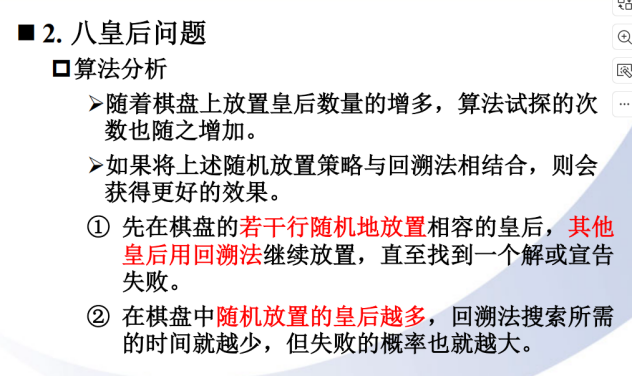 2. 八皇后问题
算法分析
随着棋盘上放置皇后数量的增多，算法试探的次
数也随之增加。
如果将上述随机放置策略与回溯法相结合，则会
获得更好的效果。
① 先在棋盘的若干行随机地放置相容的皇后，其他
皇后用回溯法继续放置，直至找到一个解或宣告
失败。
② 在棋盘中随机放置的皇后越多，回溯法搜索所需
的时间就越少，但失败的概率也就越大。